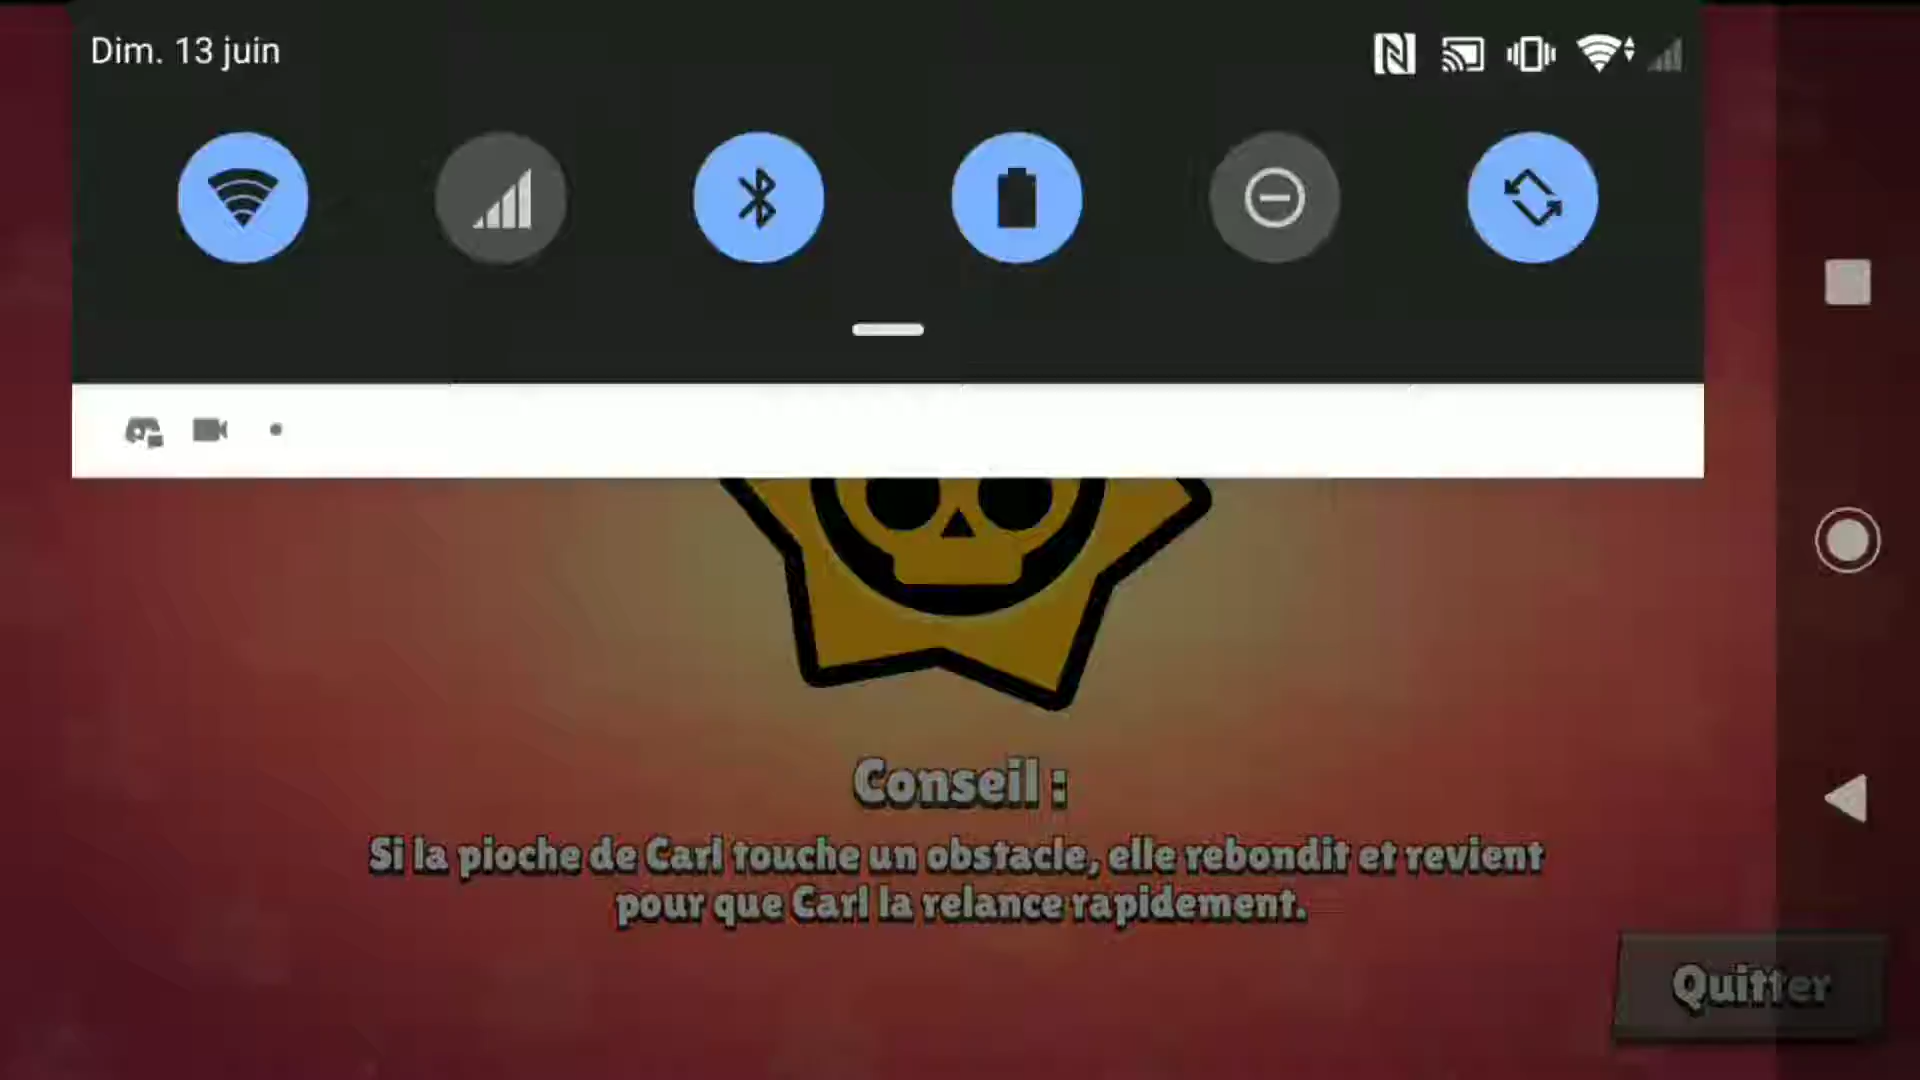 Dim. 13 juin
Conseil :
Si la pioche de Carl touche un obstacle, elle rebondit et revient
pour que Carl la relance rapidement.
Quitter